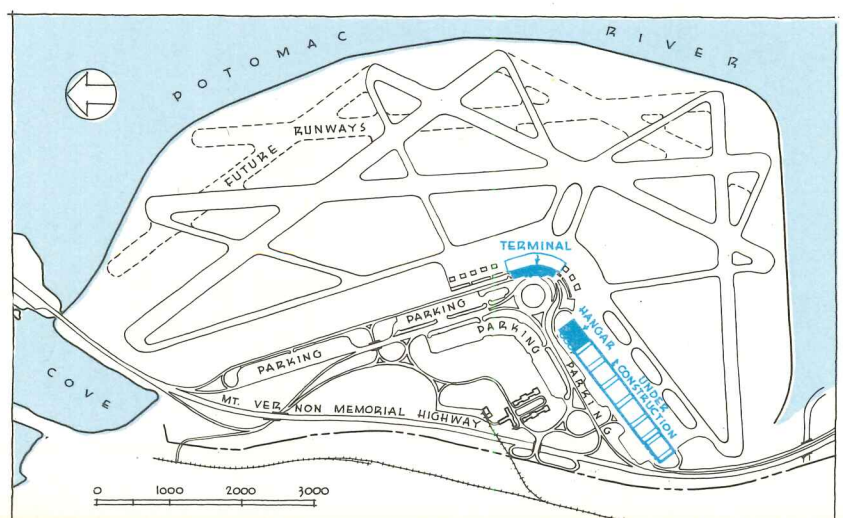 POTOMAC RIVER
FUTURE RUNWAYS
TERMINAL
PARKING
PARKING
PARKING
HANGAR
UNDER CONSTRUCTION
PARKING
COVE
MT. VERNON MEMORIAL HIGHWAY
0 1000 2000 3000